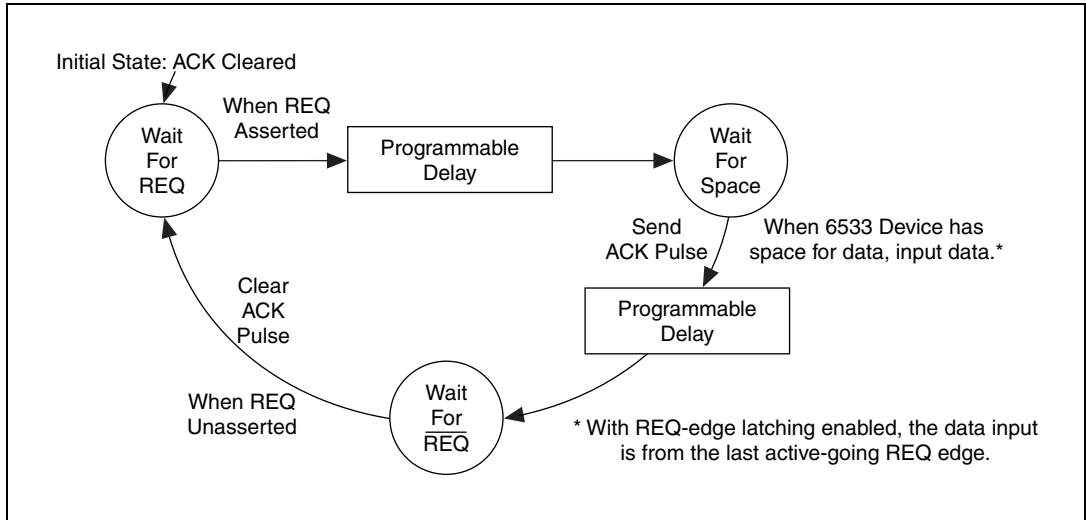 Initial State: ACK Cleared
Wait
For
REQ
When REQ
Asserted
Programmable
Delay
Wait
For
Space
Send
ACK Pulse
When 6533 Device has
space for data, input data.*
Programmable
Delay
Clear
ACK
Pulse
When REQ
Unasserted
Wait
For
R̅E̅Q̅
* With REQ-edge latching enabled, the data input
is from the last active-going REQ edge.